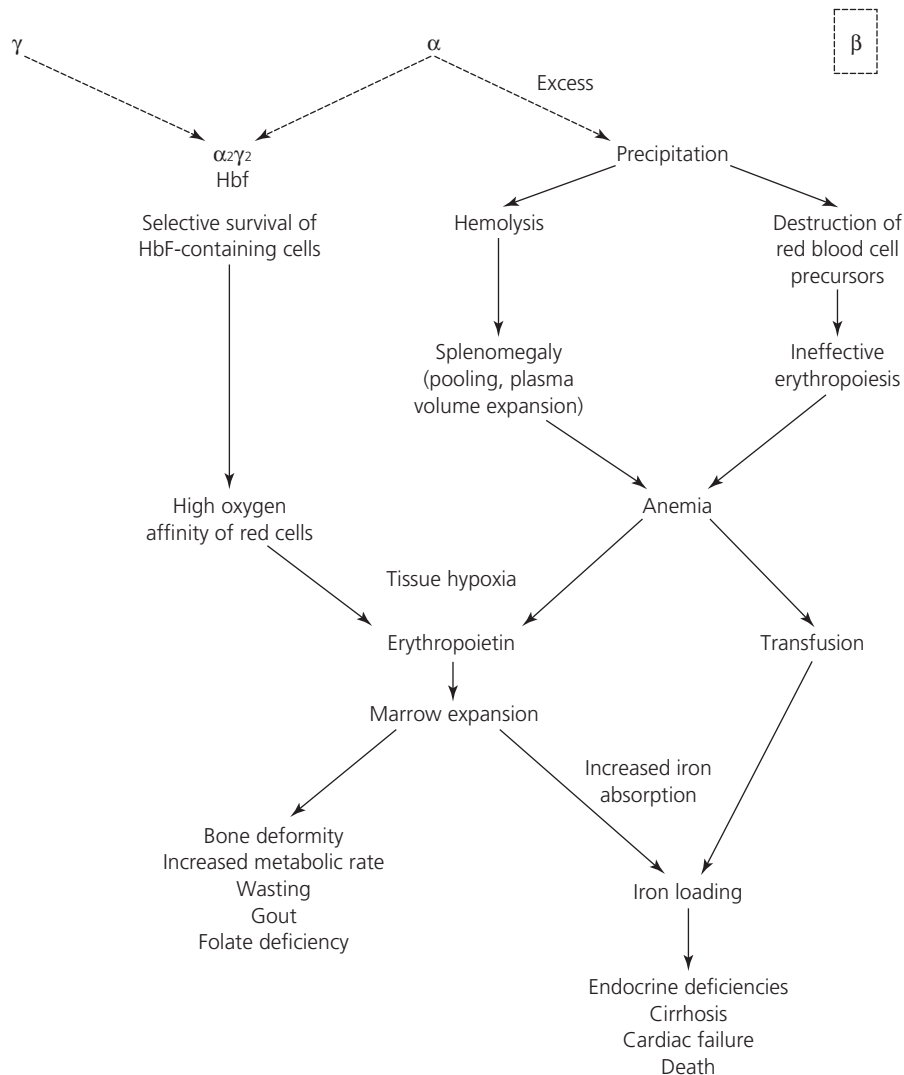 γ
α
β
Excess
α2γ2
Hbf
Precipitation
Selective survival of
HbF-containing cells
Hemolysis
Destruction of
red blood cell
precursors
Splenomegaly
(pooling, plasma
volume expansion)
Ineffective
erythropoiesis
High oxygen
affinity of red cells
Anemia
Tissue hypoxia
Erythropoietin
Transfusion
Marrow expansion
Increased iron
absorption
Bone deformity
Increased metabolic rate
Wasting
Gout
Folate deficiency
Iron loading
Endocrine deficiencies
Cirrhosis
Cardiac failure
Death